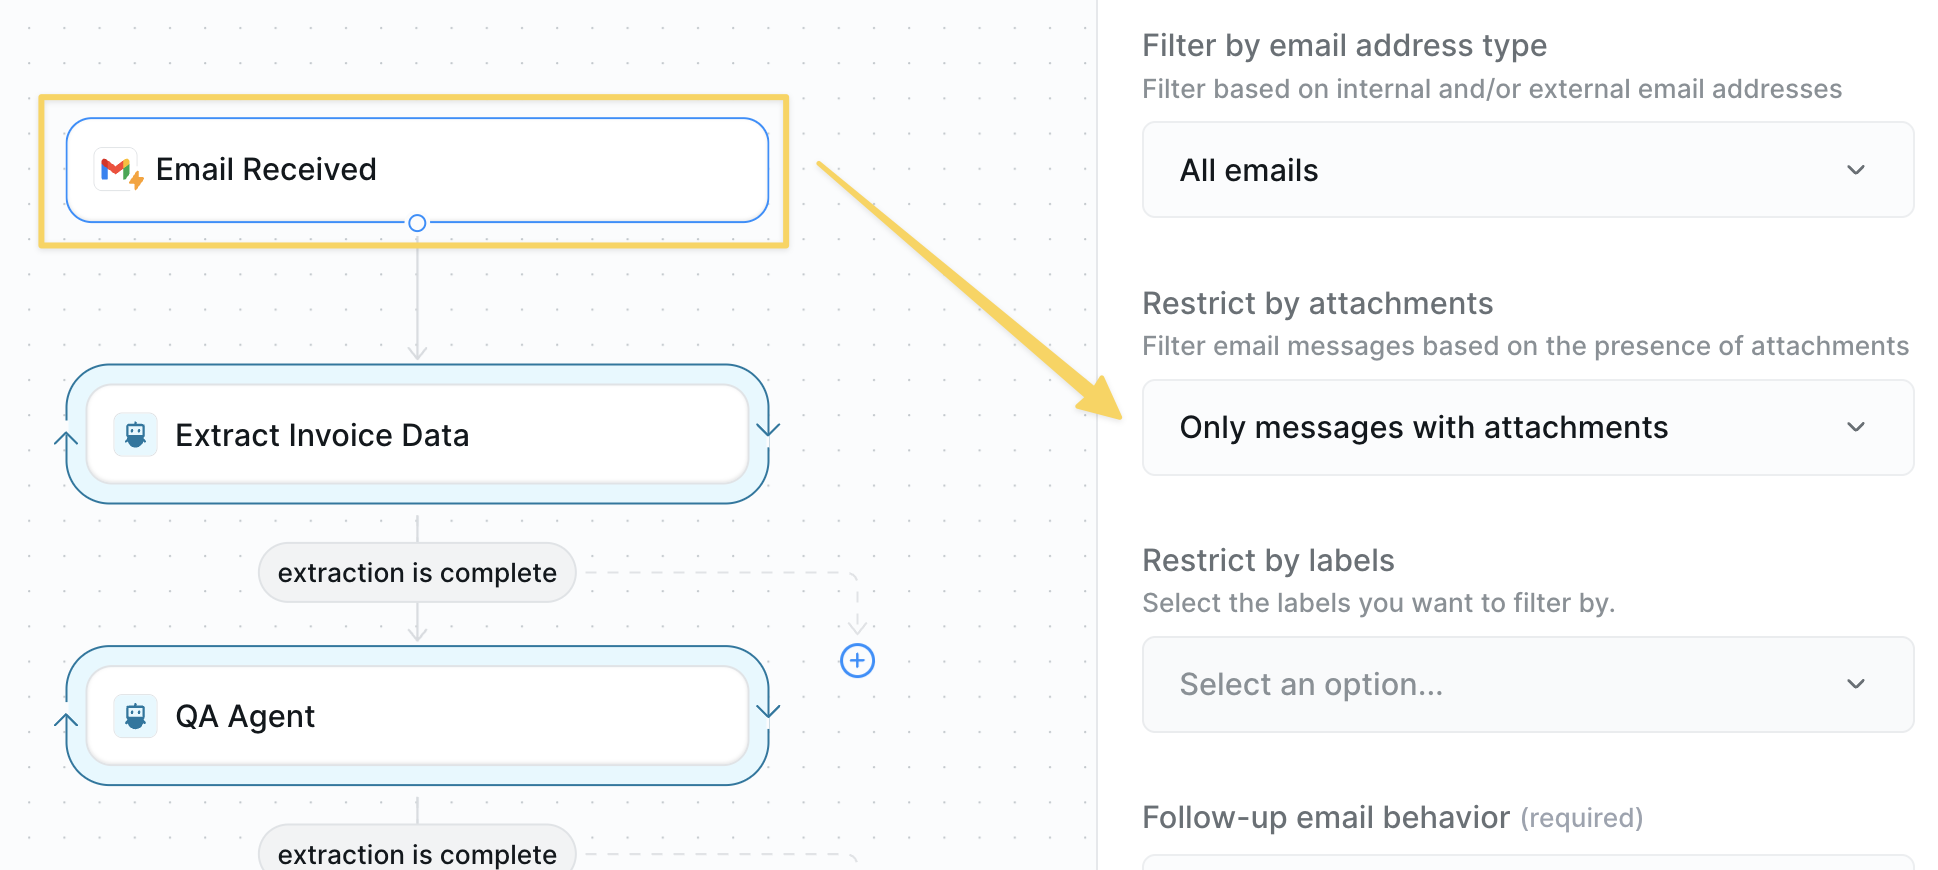 Email Received
Extract Invoice Data
extraction is complete
QA Agent
extraction is complete
Filter by email address type
Filter based on internal and/or external email addresses
All emails
Restrict by attachments
Filter email messages based on the presence of attachments
Only messages with attachments
Restrict by labels
Select the labels you want to filter by.
Select an option...
Follow-up email behavior (required)